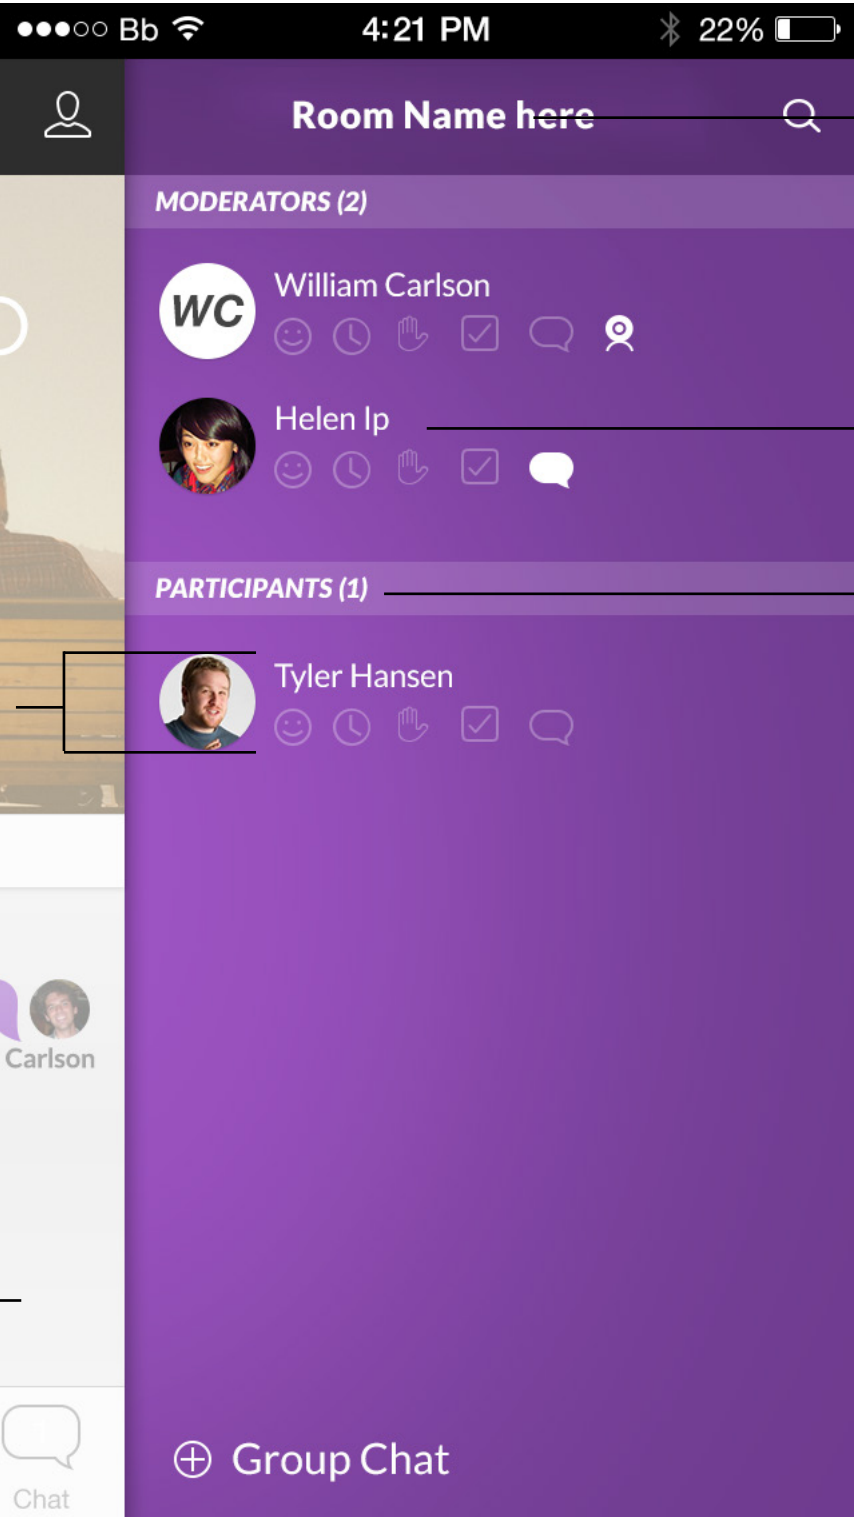 Bb 4:21 PM 22%
Room Name here
MODERATORS (2)
WC
William Carlson
Helen Ip
PARTICIPANTS (1)
Tyler Hansen
Carlson
Group Chat
Chat